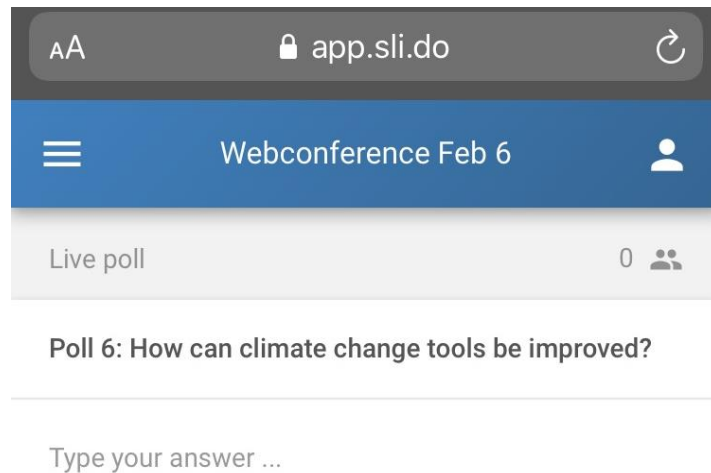 AA app.sli.do
Webconference Feb 6
Live poll 0
Poll 6: How can climate change tools be improved?
Type your answer ...